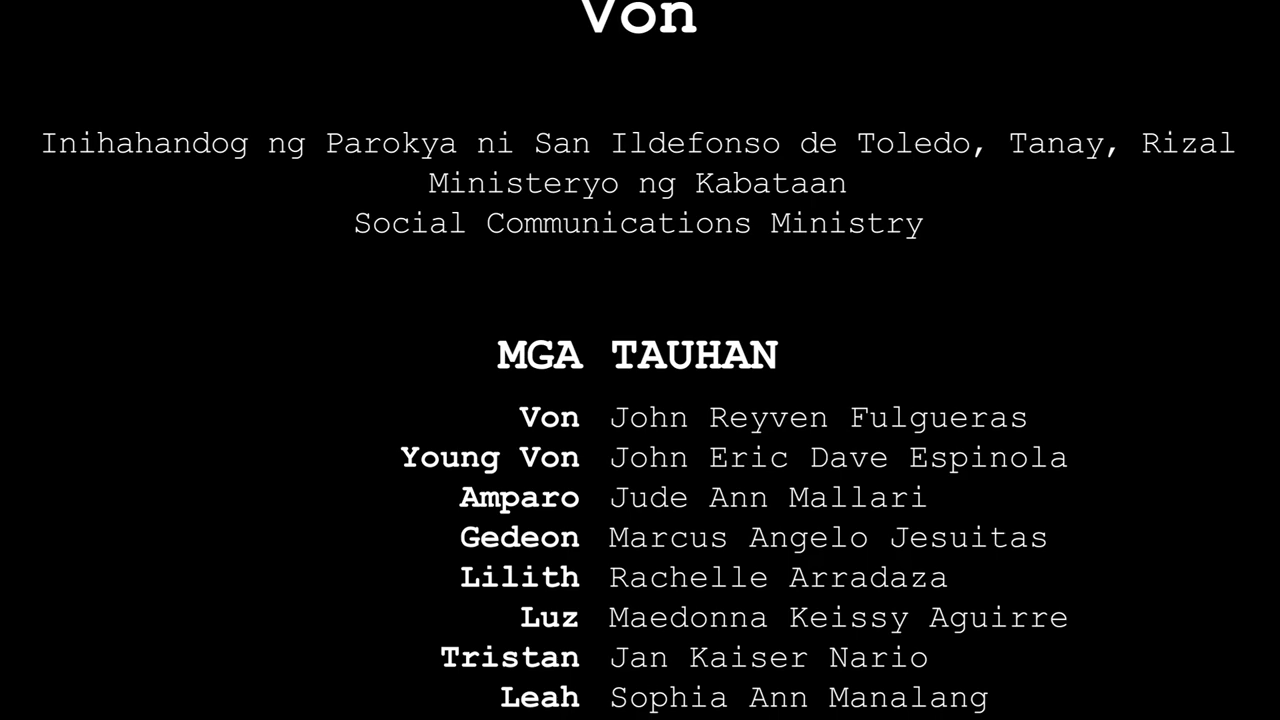 Von
Inihahandog ng Parokya ni San Ildefonso de Toledo, Tanay, Rizal
Ministeryo ng Kabataan
Social Communications Ministry
MGA TAUHAN
Von John Reyven Fulgueras
Young Von John Eric Dave Espinola
Amparo Jude Ann Mallari
Gedeon Marcus Angelo Jesuitas
Lilith Rachelle Arradaza
Luz Maedonna Keissy Aguirre
Tristan Jan Kaiser Nario
Leah Sophia Ann Manalang